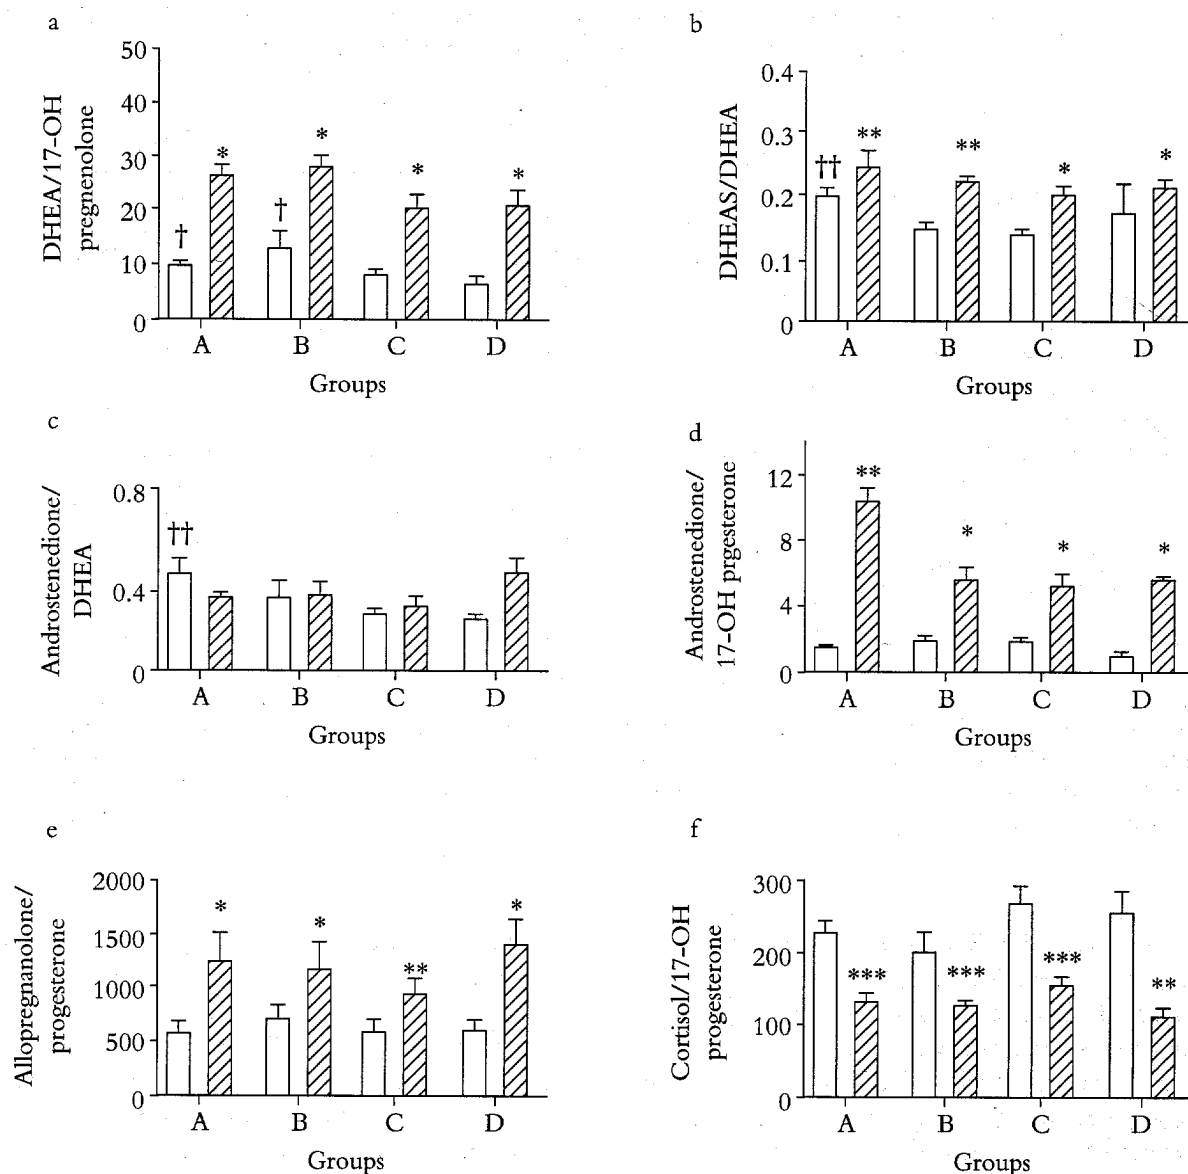 a
DHEA/17-OH
pregnenolone
50
40
30
20
10
0
†
*
†
*
*
*
A
B
C
D
Groups
b
DHEAS/DHEA
0.4
0.3
0.2
0.1
0
††
**
**
*
*
A
B
C
D
Groups
c
Androstenedione/
DHEA
0.8
0.4
0
††
A
B
C
D
Groups
d
Androstenedione/
17-OH prgesterone
12
8
4
0
**
*
*
*
A
B
C
D
Groups
e
Allopregnanolone/
progesterone
2000
1500
1000
500
0
*
*
**
*
A
B
C
D
Groups
f
Cortisol/17-OH
progesterone
300
200
100
0
***
***
***
**
A
B
C
D
Groups